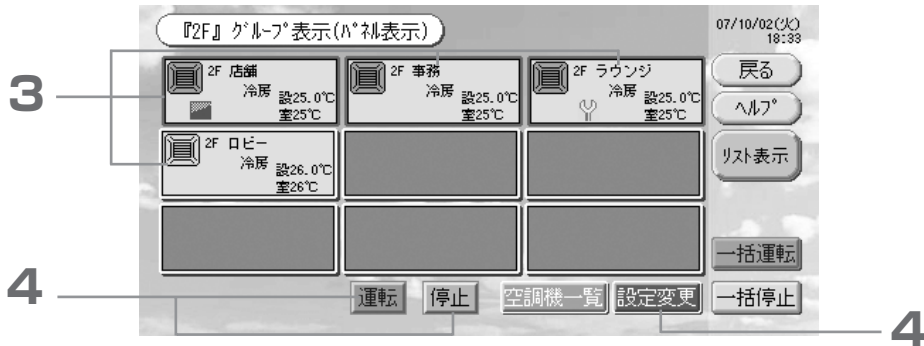 『2F』 ｸﾞﾙｰﾌﾟ表示(ﾊﾟﾈﾙ表示)
07/10/02(火)
18:33
3
2F 店舗
冷房
設25.0℃
室25℃
2F 事務
冷房
設25.0℃
室25℃
2F ラウンジ
冷房
設25.0℃
室25℃
戻る
ﾍﾙﾌﾟ
ﾘｽﾄ表示
2F ロビー
冷房
設26.0℃
室26℃
一括運転
4
運転
停止
空調機一覧
設定変更
一括停止
4